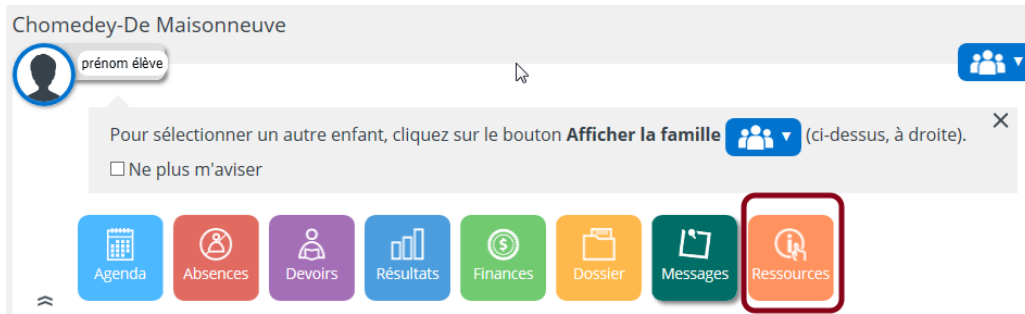 Chomedey-De Maisonneuve
prénom élève
Pour sélectionner un autre enfant, cliquez sur le bouton Afficher la famille (ci-dessus, à droite).
Ne plus m'aviser
Agenda Absences Devoirs Résultats Finances Dossier Messages Ressources